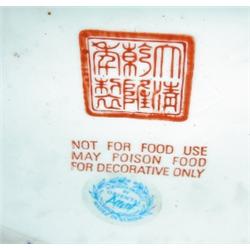 大清
乾隆
年製
NOT FOR FOOD USE
MAY POISON FOOD
FOR DECORATIVE ONLY